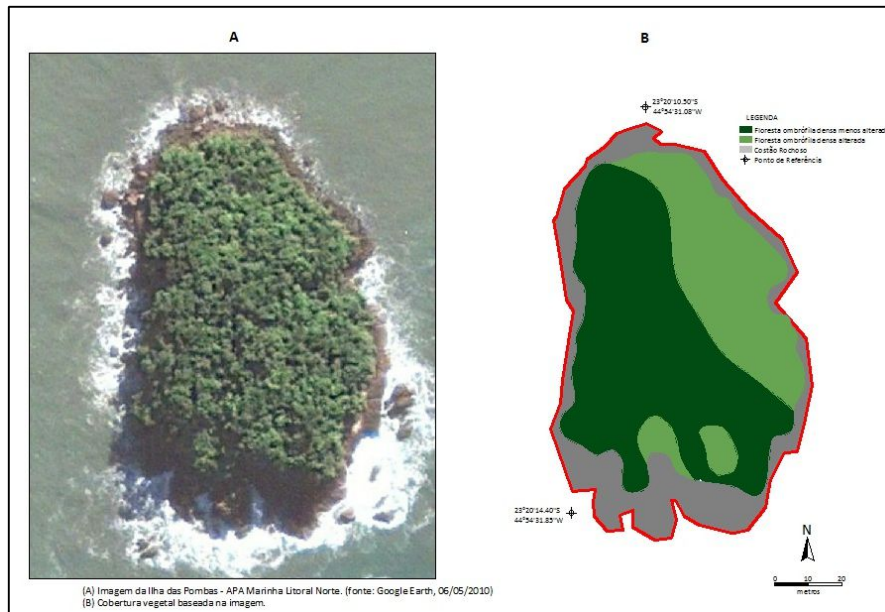 A
B
23°20'10.50"S
44°54'31.08"W
LEGENDA
Floresta ombrófila densa menos alterad
Floresta ombrófila densa alterada
Costão Rochoso
Ponto de Referência
23°20'14.40"S
44°54'31.85"W
N
0 10 20
metros
(A) Imagem da Ilha das Pombas - APA Marinha Litoral Norte. (fonte: Google Earth, 06/05/2010)
(B) Cobertura vegetal baseada na imagem.